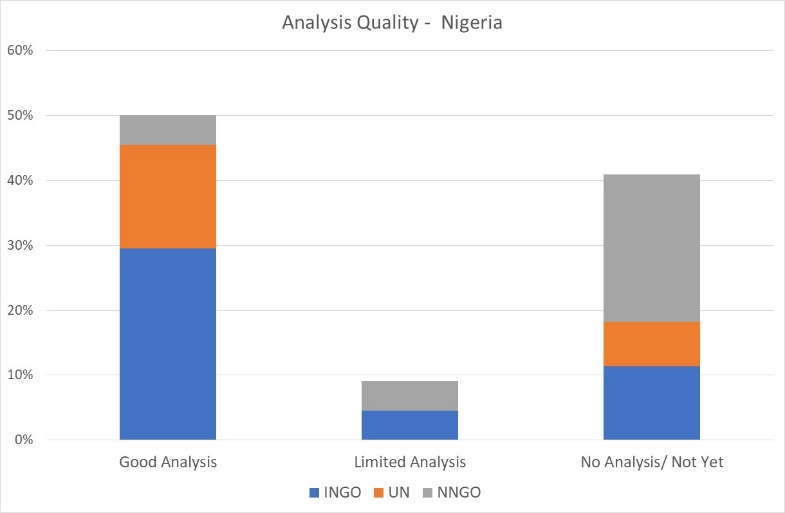 Analysis Quality -  Nigeria
60%
50%
40%
30%
20%
10%
0%
Good Analysis
Limited Analysis
No Analysis/ Not Yet
INGO
UN
NNGO